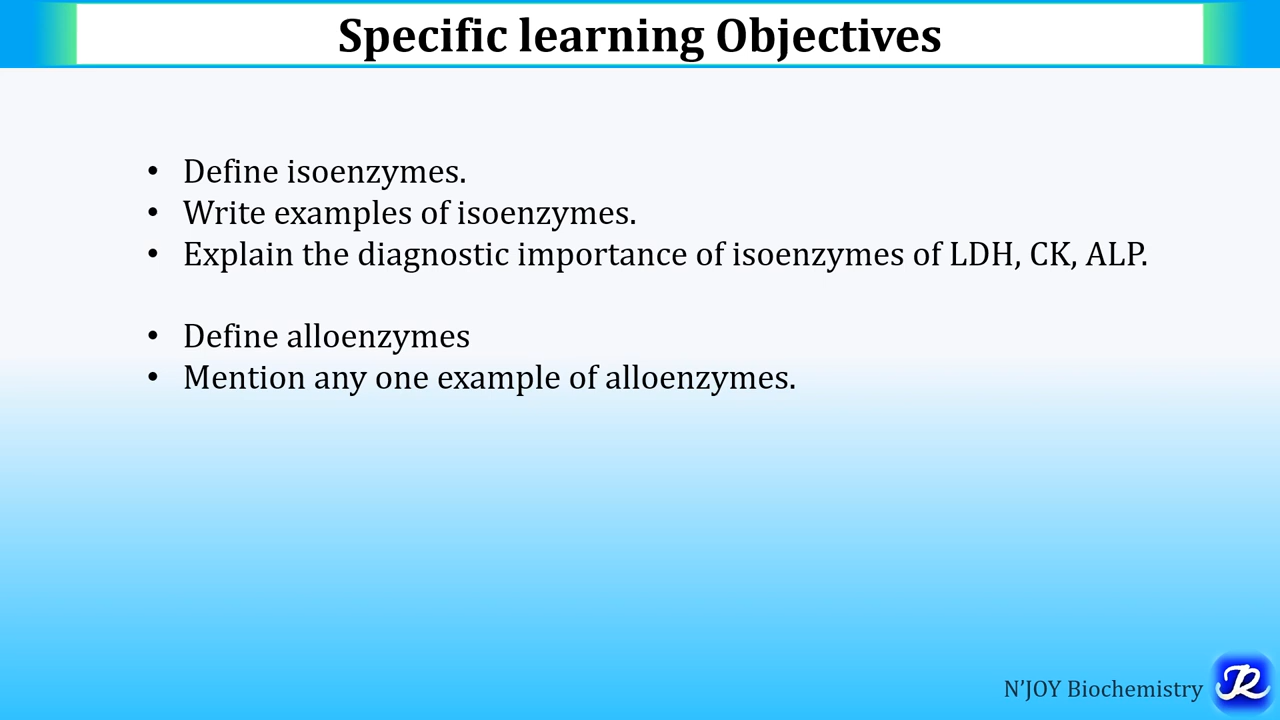 Specific learning Objectives
• Define isoenzymes.
• Write examples of isoenzymes.
• Explain the diagnostic importance of isoenzymes of LDH, CK, ALP.
• Define alloenzymes
• Mention any one example of alloenzymes.
N'JOY Biochemistry
JR